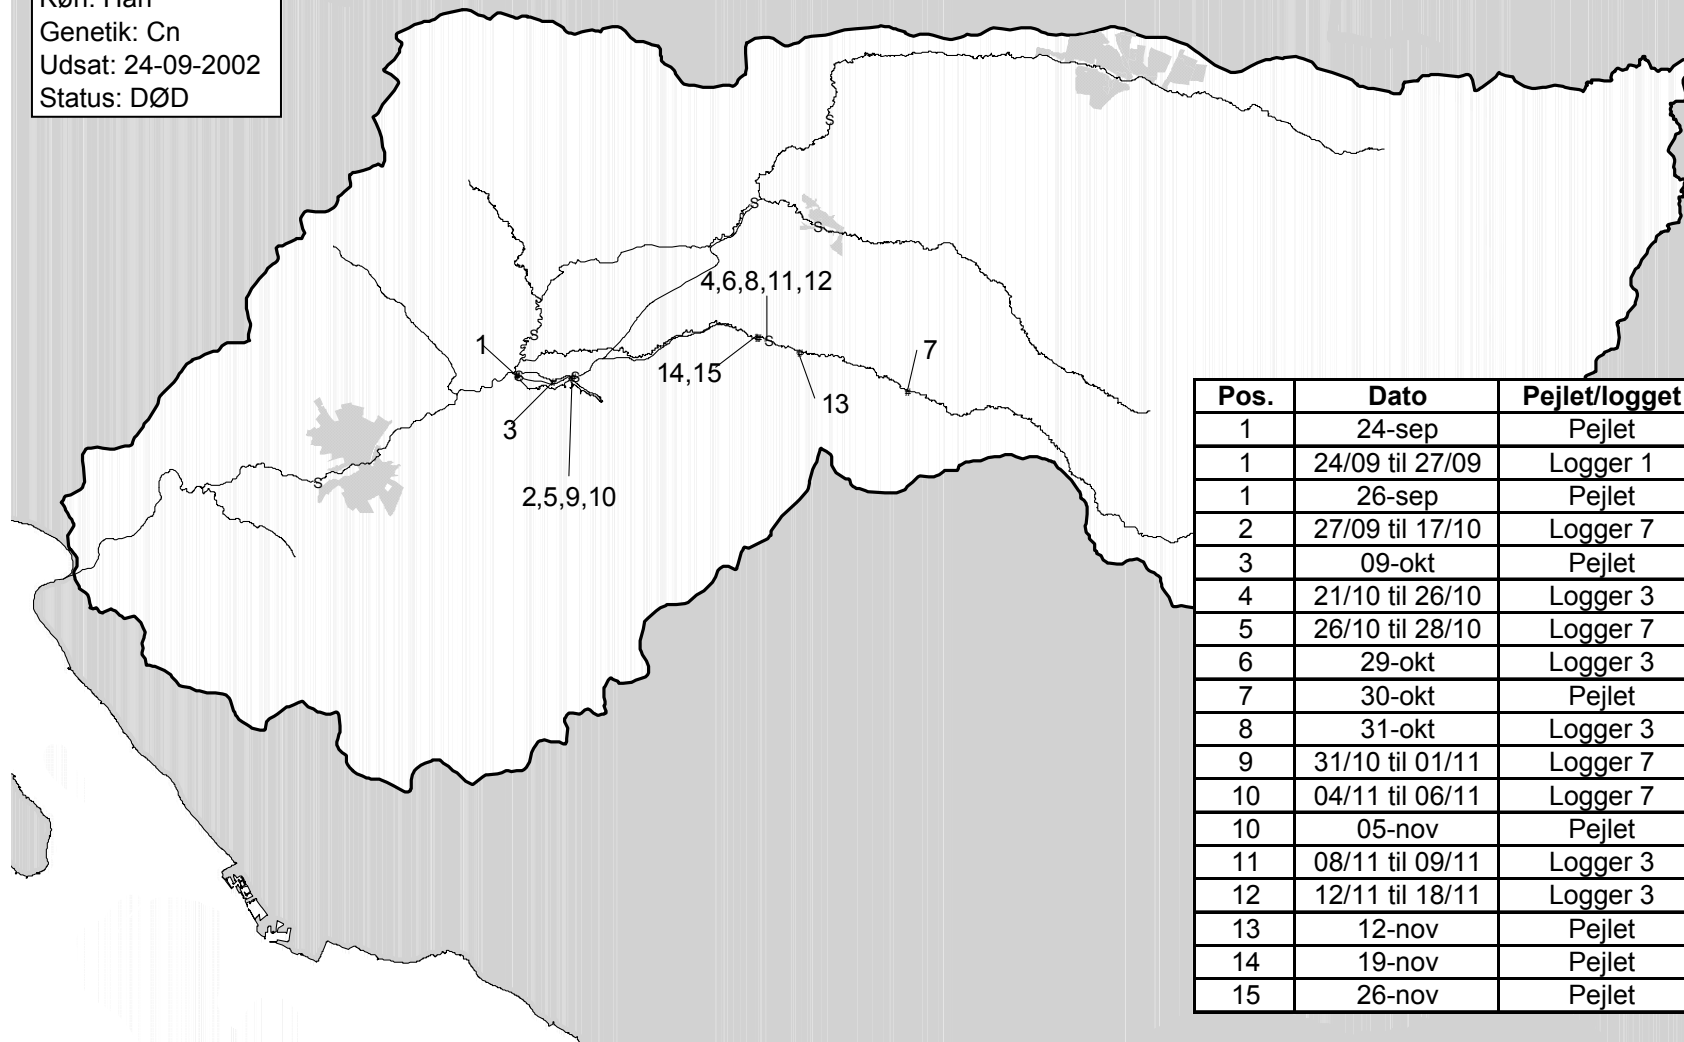 Køn: Han
Genetik: Cn
Udsat: 24-09-2002
Status: DØD
S
S
S
4,6,8,11,12
S
1
S
S
7
14,15
S
13
3
S
2,5,9,10
Pos. Dato Pejlet/logget
1 24-sep Pejlet
1 24/09 til 27/09 Logger 1
1 26-sep Pejlet
2 27/09 til 17/10 Logger 7
3 09-okt Pejlet
4 21/10 til 26/10 Logger 3
5 26/10 til 28/10 Logger 7
6 29-okt Logger 3
7 30-okt Pejlet
8 31-okt Logger 3
9 31/10 til 01/11 Logger 7
10 04/11 til 06/11 Logger 7
10 05-nov Pejlet
11 08/11 til 09/11 Logger 3
12 12/11 til 18/11 Logger 3
13 12-nov Pejlet
14 19-nov Pejlet
15 26-nov Pejlet